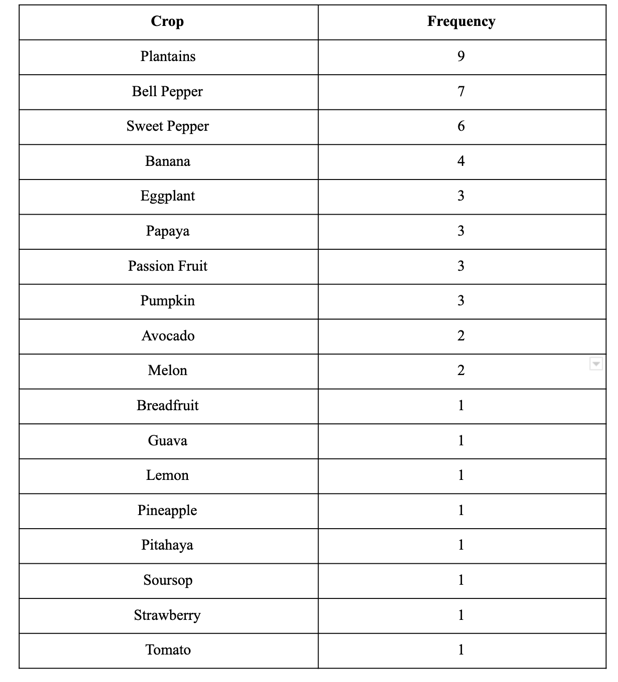 Crop Frequency
Plantains 9
Bell Pepper 7
Sweet Pepper 6
Banana 4
Eggplant 3
Papaya 3
Passion Fruit 3
Pumpkin 3
Avocado 2
Melon 2
Breadfruit 1
Guava 1
Lemon 1
Pineapple 1
Pitahaya 1
Soursop 1
Strawberry 1
Tomato 1